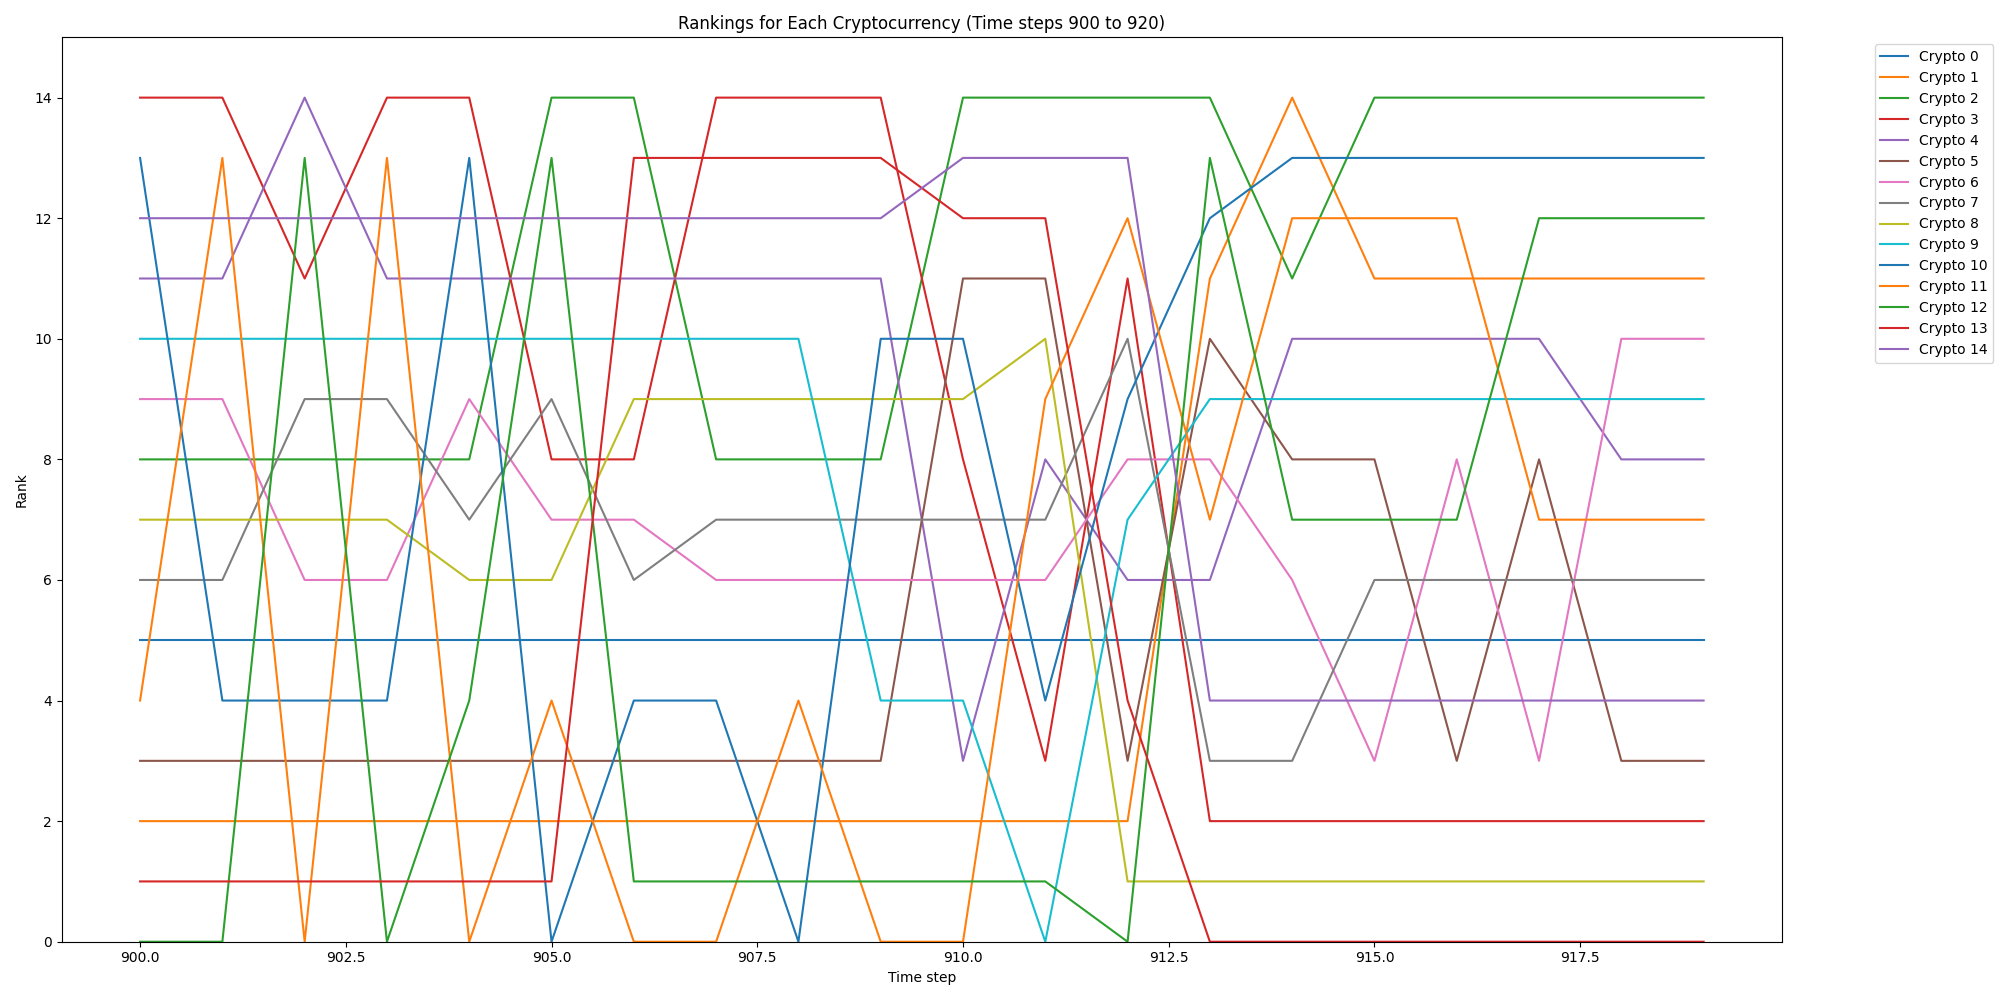 Rankings for Each Cryptocurrency (Time steps 900 to 920)
Rank
14
12
10
8
6
4
2
0
900.0 902.5 905.0 907.5 910.0 912.5 915.0 917.5
Time step
Crypto 0
Crypto 1
Crypto 2
Crypto 3
Crypto 4
Crypto 5
Crypto 6
Crypto 7
Crypto 8
Crypto 9
Crypto 10
Crypto 11
Crypto 12
Crypto 13
Crypto 14